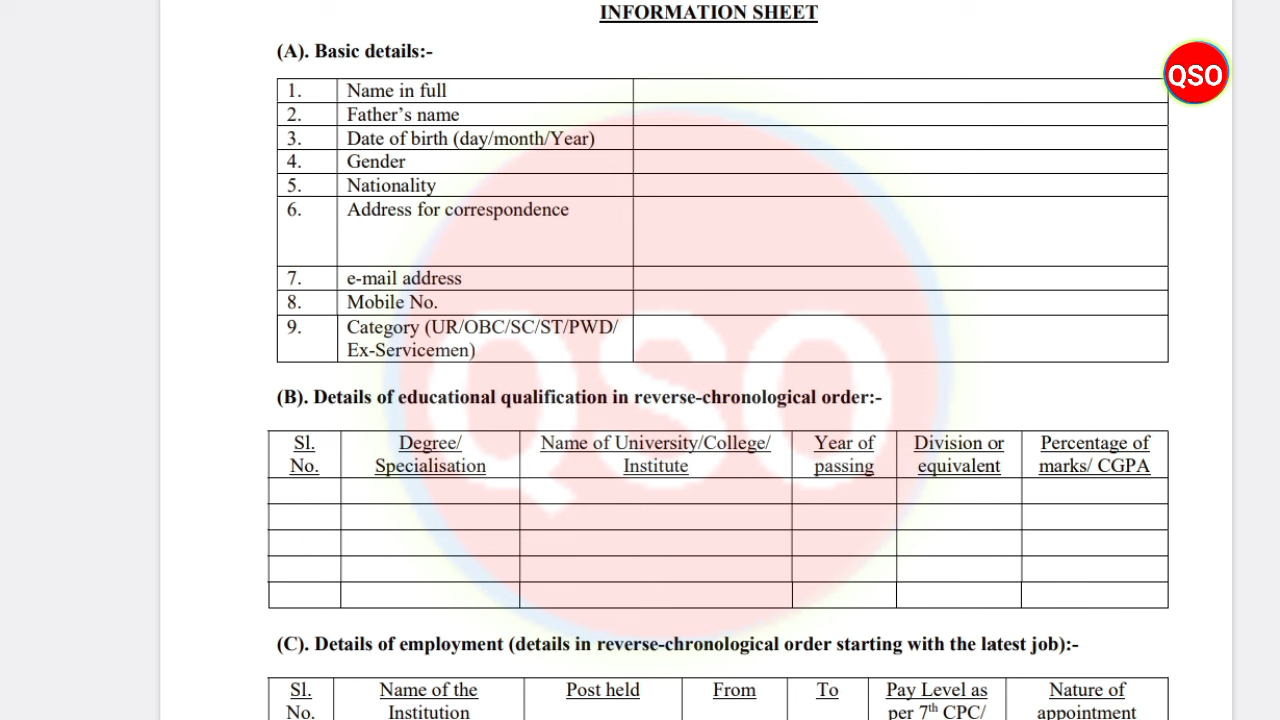 INFORMATION SHEET
(A). Basic details:-
QSO
1. Name in full
2. Father’s name
3. Date of birth (day/month/Year)
4. Gender
5. Nationality
6. Address for correspondence
7. e-mail address
8. Mobile No.
9. Category (UR/OBC/SC/ST/PWD/
Ex-Servicemen)
QSO
(B). Details of educational qualification in reverse-chronological order:-
Sl. Degree/ Name of University/College/ Year of Division or Percentage of
No. Specialisation Institute passing equivalent marks/ CGPA
(C). Details of employment (details in reverse-chronological order starting with the latest job):-
Sl. Name of the Post held From To Pay Level as Nature of
No. Institution per 7th CPC/ appointment